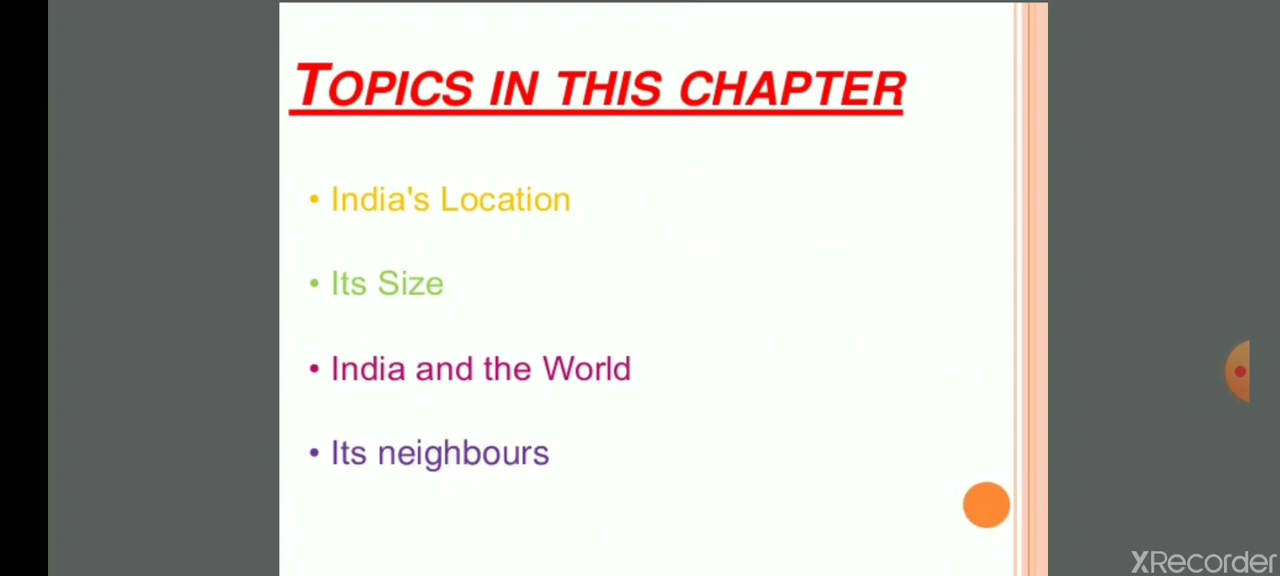 TOPICS IN THIS CHAPTER
• India's Location
• Its Size
• India and the World
• Its neighbours
XRecorder